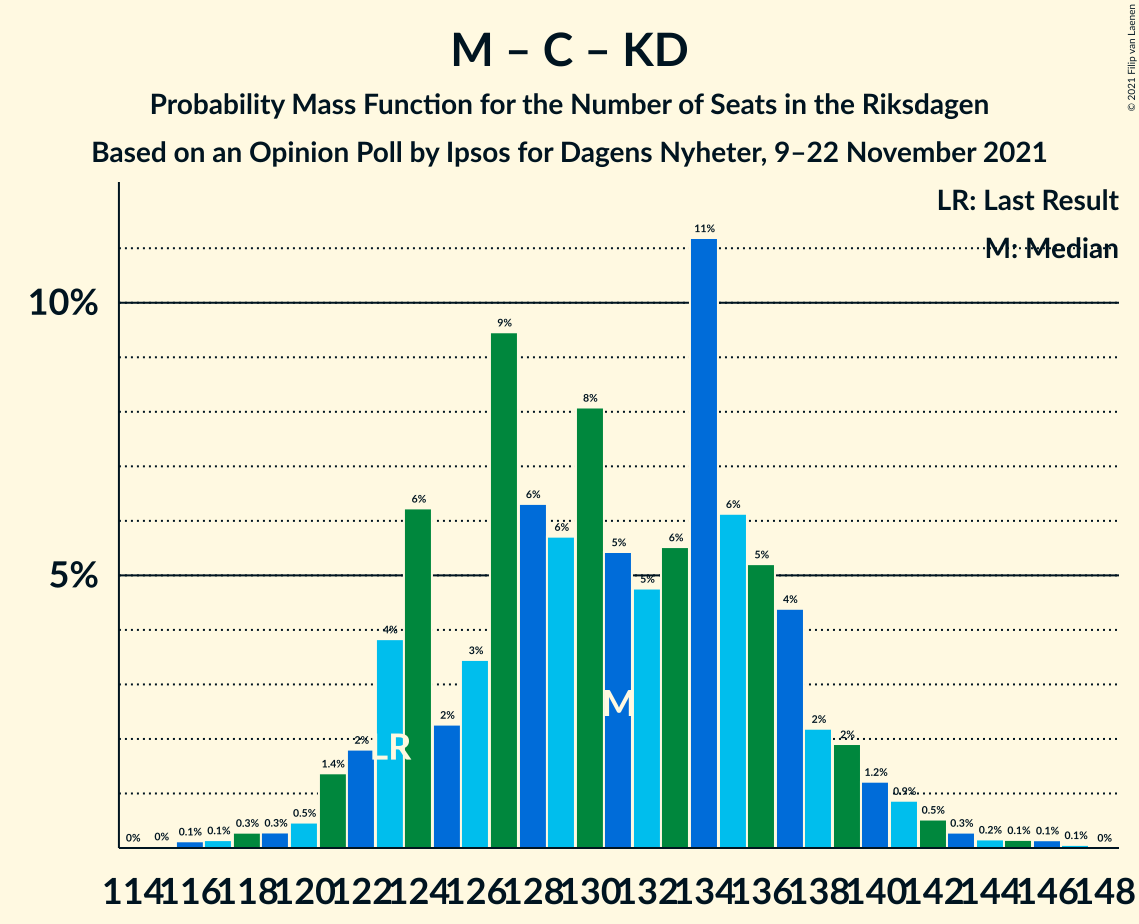 M – C – KD
Probability Mass Function for the Number of Seats in the Riksdagen
Based on an Opinion Poll by Ipsos for Dagens Nyheter, 9–22 November 2021
© 2021 Filip van Laenen
LR: Last Result
M: Median
10%
5%
0% 0% 0.1% 0.1% 0.3% 0.3% 0.5% 1.4% 2% 4% 6% 2% 3% 9% 6% 6% 8% 5% 5% 6% 11% 6% 5% 4% 2% 2% 1.2% 0.9% 0.5% 0.3% 0.2% 0.1% 0.1% 0.1% 0%
LR
M
114 116 118 120 122 124 126 128 130 132 134 136 138 140 142 144 146 148